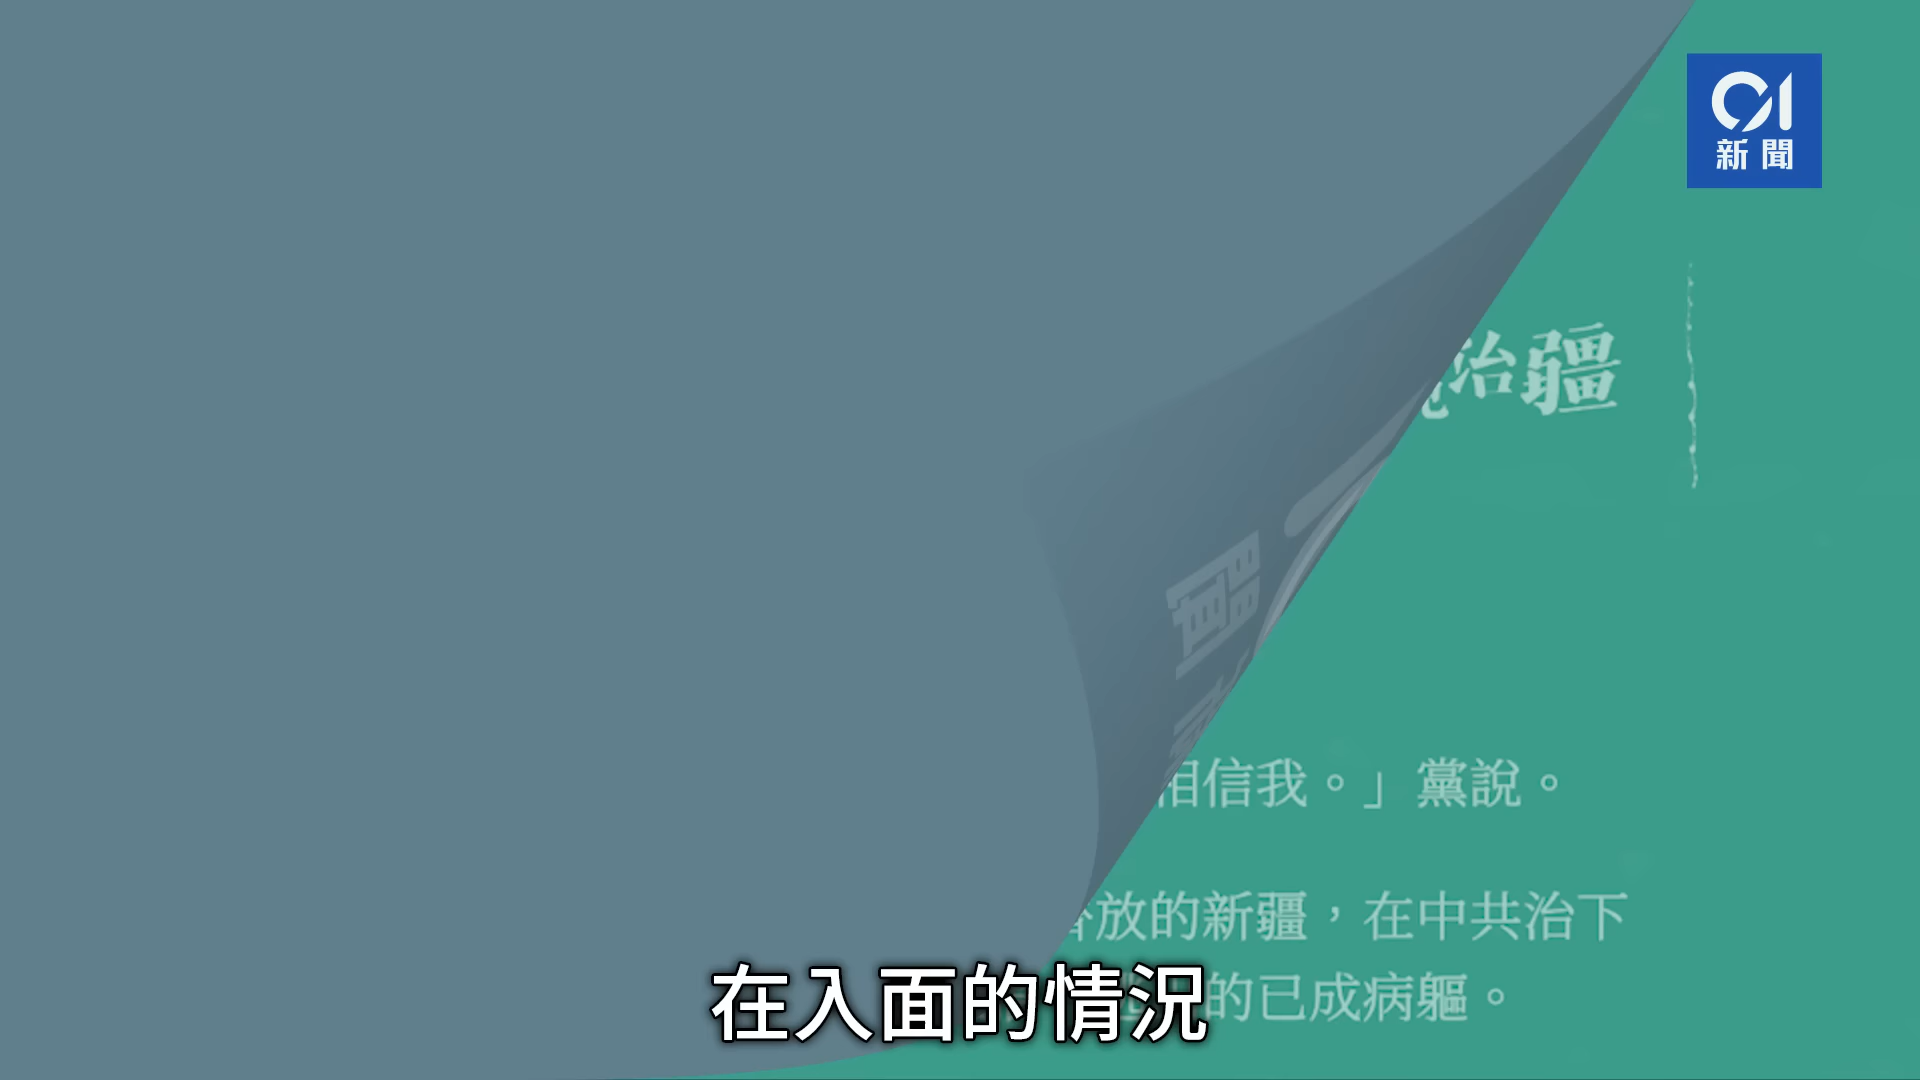 01
新聞
治疆
相信我。」黨說。
放的新疆，在中共治下
的已成病軀。
在入面的情況